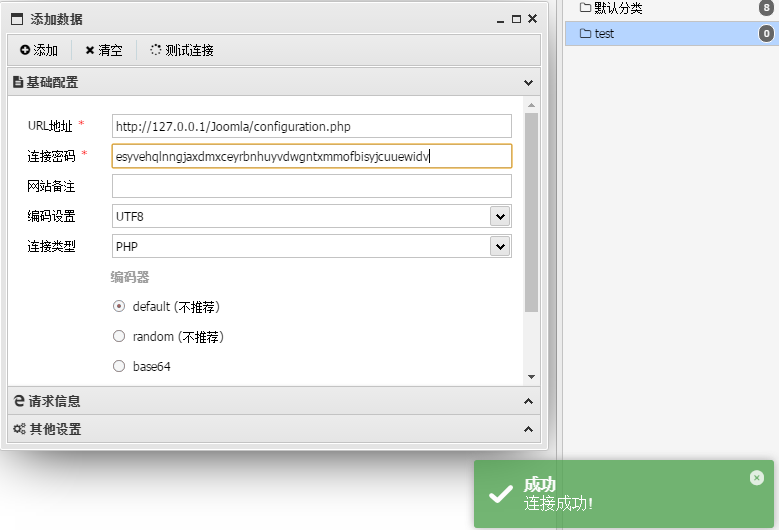 添加数据
添加 清空 测试连接
基础配置
URL地址 * http://127.0.0.1/Joomla/configuration.php
连接密码 * esyvehqlnngjaxdmxceyrbnhuyvdwgntxmmofbisyjcuuewidv
网站备注
编码设置 UTF8
连接类型 PHP
编码器
default (不推荐)
random (不推荐)
base64
请求信息
其他设置
默认分类 8
test 0
成功
连接成功!